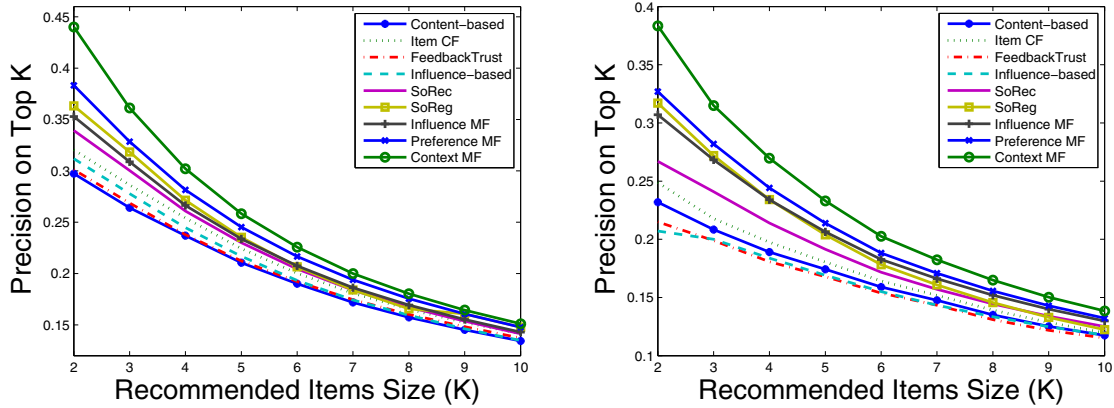 0.45
0.4
0.35
0.3
0.25
0.2
0.15
Precision on Top K
2 3 4 5 6 7 8 9 10
Recommended Items Size (K)
Content−based
Item CF
FeedbackTrust
Influence−based
SoRec
SoReg
Influence MF
Preference MF
Context MF
0.4
0.35
0.3
0.25
0.2
0.15
0.1
Precision on Top K
2 3 4 5 6 7 8 9 10
Recommended Items Size (K)
Content−based
Item CF
FeedbackTrust
Influence−based
SoRec
SoReg
Influence MF
Preference MF
Context MF